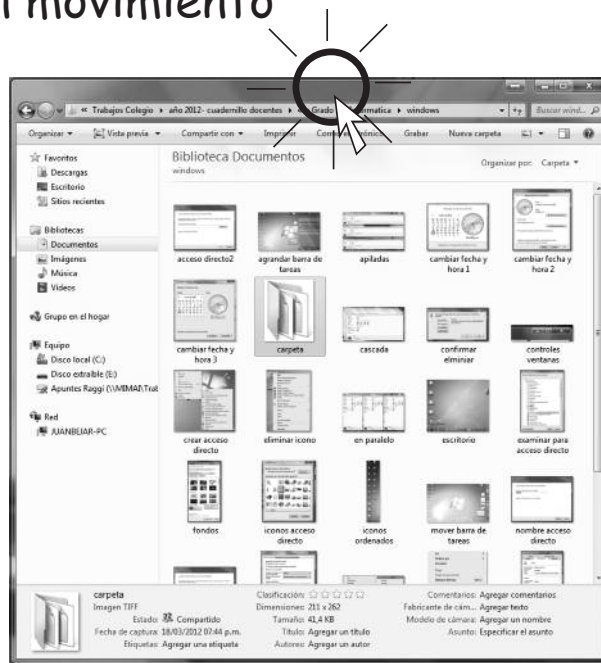 movimiento
« Trabajos Colegio ▸ año 2012- cuadernillo docentes ▸ Grado ▸ windows
Buscar wind...
Organizar Vista previa Compartir con Imprimir Grabar Nueva carpeta
Favoritos
Descargas
Escritorio
Sitios recientes
Bibliotecas
Documentos
Imágenes
Música
Videos
Grupo en el hogar
Equipo
Disco local (C:)
Disco extraíble (E:)
Apuntes Raggi (\\MIMAI\Trab
Red
JUANBEJAR-PC
Biblioteca Documentos
windows
Organizar por: Carpeta
acceso directo2
agrandar barra de
tareas
apiladas
cambiar fecha y
hora 1
cambiar fecha y
hora 2
cambiar fecha y
hora 3
carpeta
cascada
confirmar
elminiar
controles
ventanas
crear acceso
directo
eliminar icono
en paralelo
escritorio
examinar para
acceso directo
fondos
iconos acceso
directo
iconos
ordenados
mover barra de
tareas
nombre acceso
directo
carpeta
Imagen TIFF
Estado: Compartido
Fecha de captura: 18/03/2012 07:44 p.m.
Etiquetas: Agregar una etiqueta
Clasificación:
Dimensiones: 211 x 262
Tamaño: 41,4 KB
Título: Agregar un título
Autores: Agregar un autor
Comentarios: Agregar comentarios
Fabricante de cám... Agregar texto
Modelo de cámara: Agregar un nombre
Asunto: Especificar el asunto